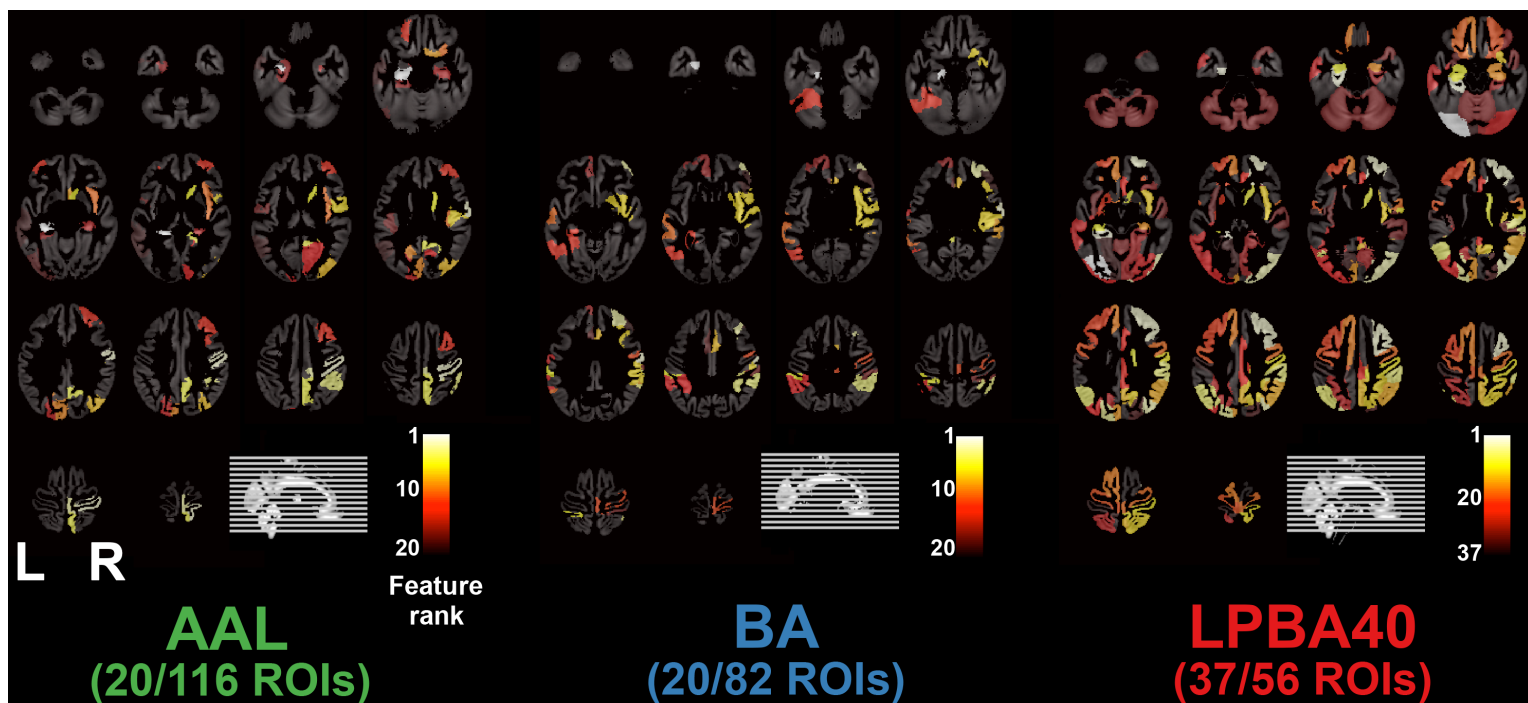 1
10
20
L R
Feature
rank
AAL
(20/116 ROIs)
1
10
20
BA
(20/82 ROIs)
1
20
37
LPBA40
(37/56 ROIs)